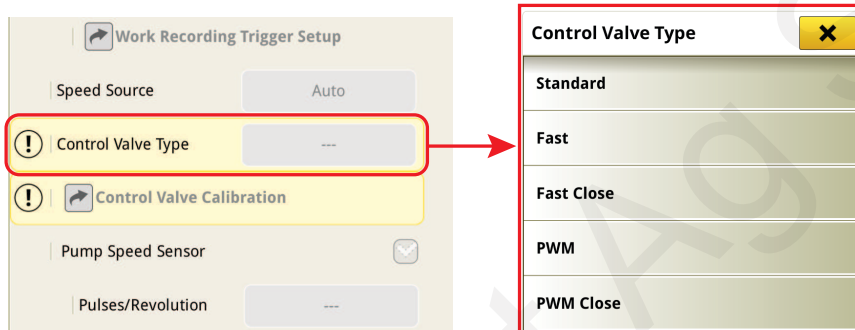 Work Recording Trigger Setup
Speed Source
Auto
Control Valve Type
---
Control Valve Calibration
Pump Speed Sensor
Pulses/Revolution
---
Control Valve Type
Standard
Fast
Fast Close
PWM
PWM Close